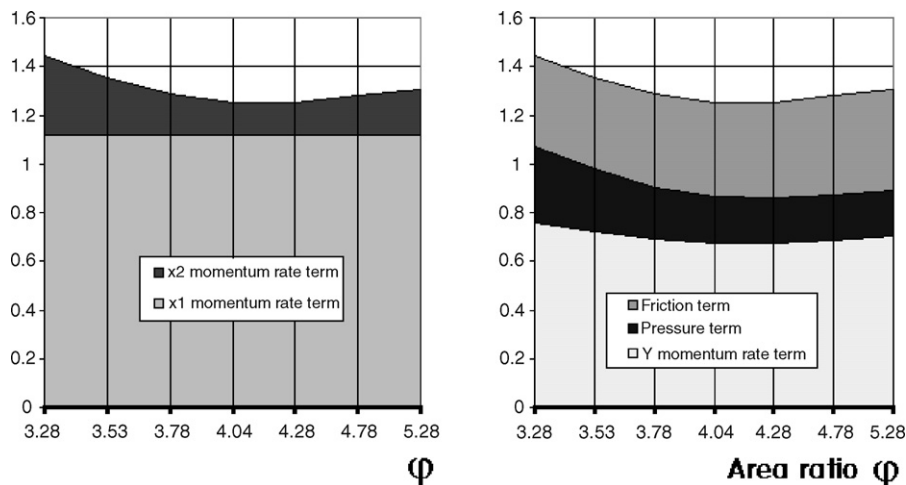 1.6
1.4
1.2
1
0.8
0.6
0.4
0.2
0
x2 momentum rate term
x1 momentum rate term
3.28 3.53 3.78 4.04 4.28 4.78 5.28
φ
1.6
1.4
1.2
1
0.8
0.6
0.4
0.2
0
Friction term
Pressure term
Y momentum rate term
3.28 3.53 3.78 4.04 4.28 4.78 5.28
Area ratio φ